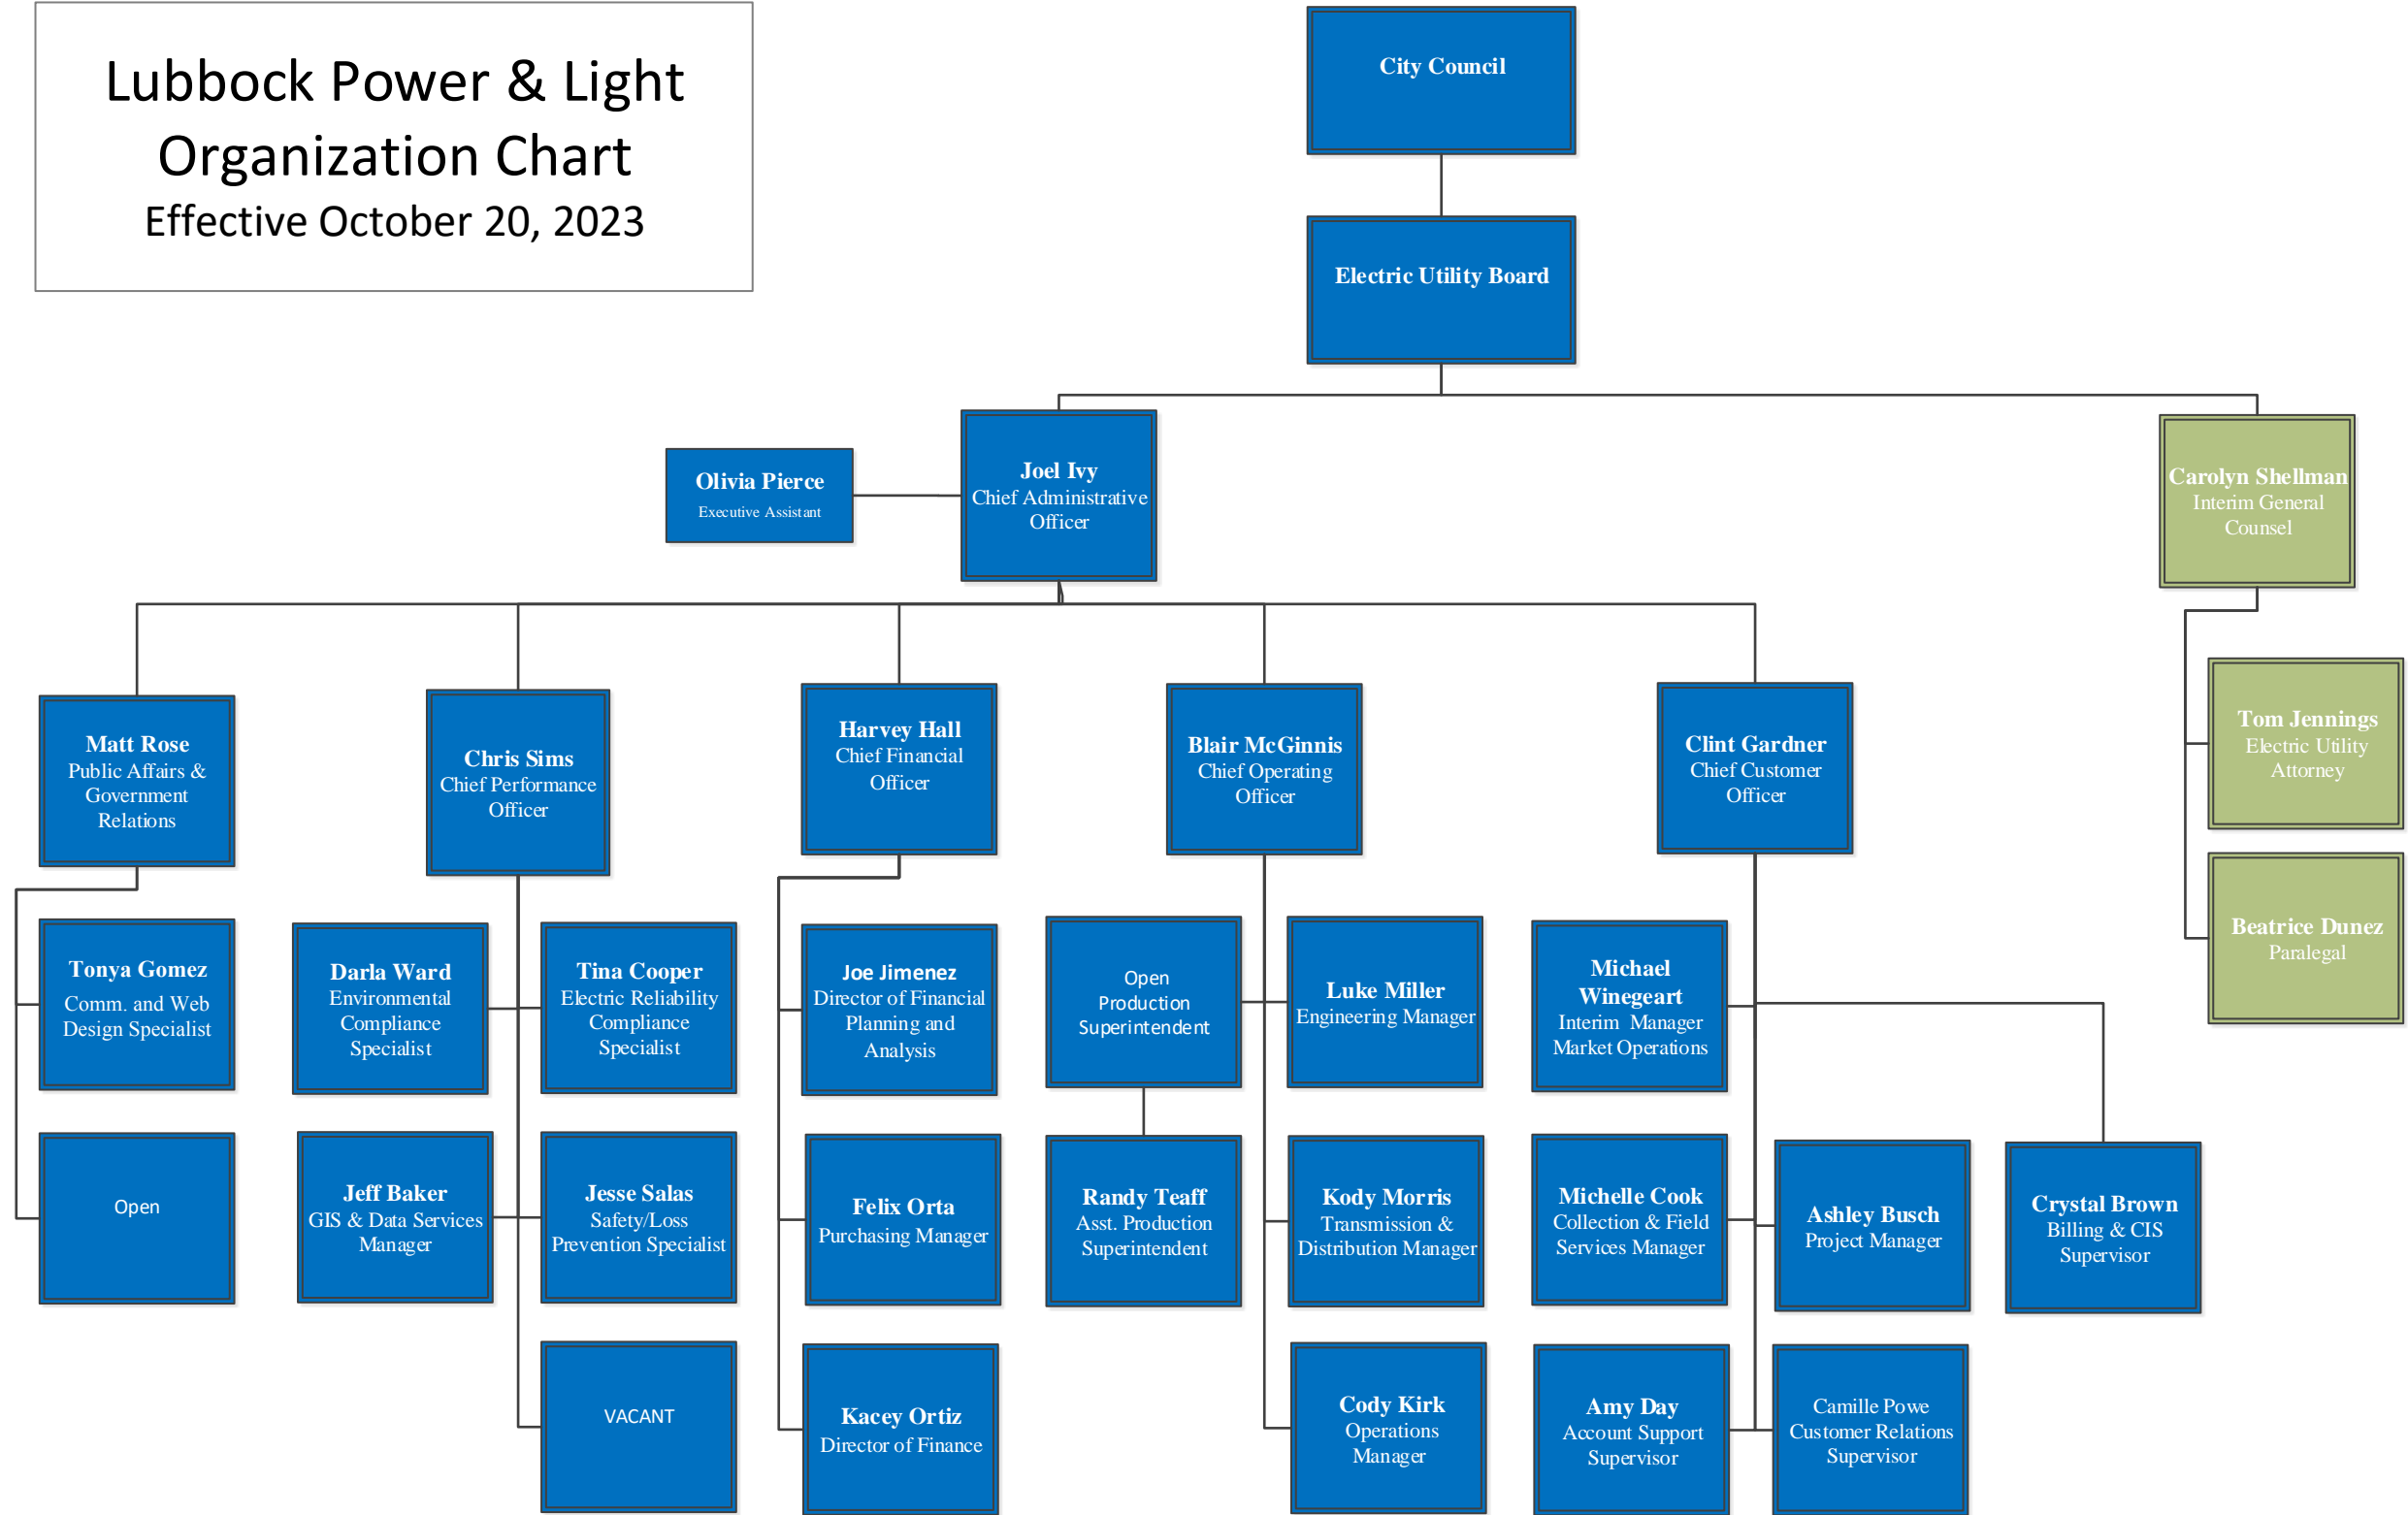 Lubbock Power & Light
Organization Chart
Effective October 20, 2023
City Council
Electric Utility Board
Olivia Pierce
Executive Assistant
Joel Ivy
Chief Administrative
Officer
Carolyn Shellman
Interim General
Counsel
Tom Jennings
Electric Utility
Attorney
Beatrice Dunez
Paralegal
Matt Rose
Public Affairs &
Government
Relations
Chris Sims
Chief Performance
Officer
Harvey Hall
Chief Financial
Officer
Blair McGinnis
Chief Operating
Officer
Clint Gardner
Chief Customer
Officer
Tonya Gomez
Comm. and Web
Design Specialist
Open
Darla Ward
Environmental
Compliance
Specialist
Tina Cooper
Electric Reliability
Compliance
Specialist
Jeff Baker
GIS & Data Services
Manager
Jesse Salas
Safety/Loss
Prevention Specialist
VACANT
Joe Jimenez
Director of Financial
Planning and
Analysis
Felix Orta
Purchasing Manager
Kacey Ortiz
Director of Finance
Open
Production
Superintendent
Luke Miller
Engineering Manager
Randy Teaff
Asst. Production
Superintendent
Kody Morris
Transmission &
Distribution Manager
Cody Kirk
Operations
Manager
Michael
Winegeart
Interim  Manager
Market Operations
Michelle Cook
Collection & Field
Services Manager
Ashley Busch
Project Manager
Crystal Brown
Billing & CIS
Supervisor
Amy Day
Account Support
Supervisor
Camille Powe
Customer Relations
Supervisor